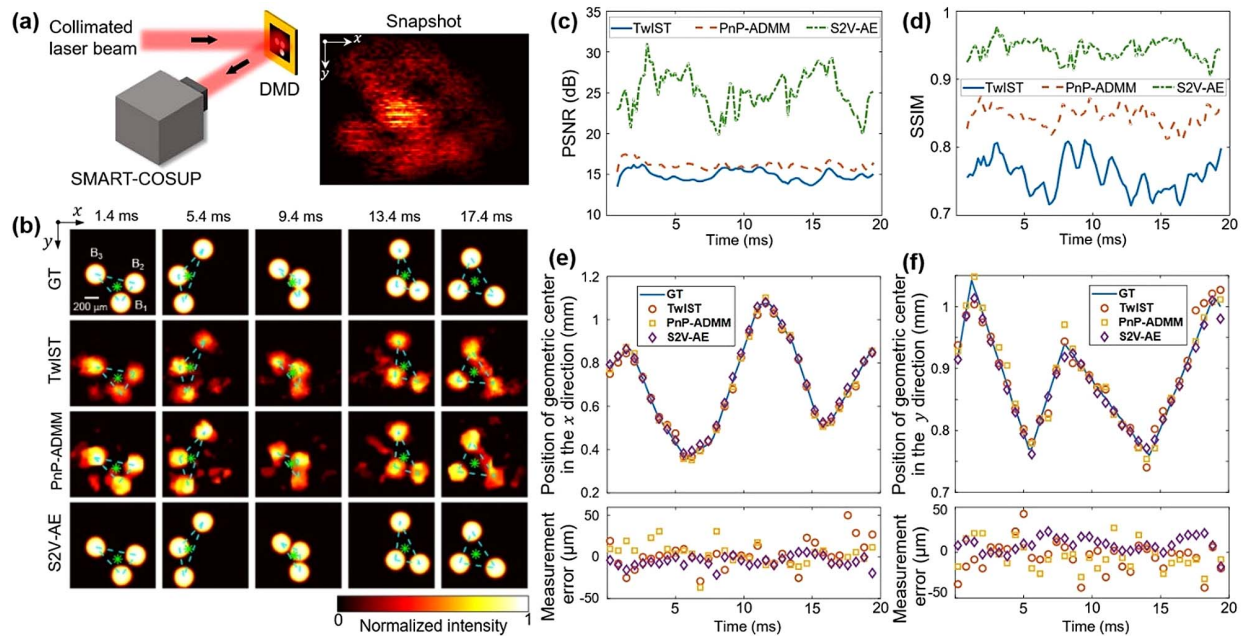 (a)
Collimated
laser beam
DMD
SMART-COSUP
Snapshot
x
y
(b)
x
y
1.4 ms 5.4 ms 9.4 ms 13.4 ms 17.4 ms
GT
B3
B2
B1
200 μm
TwIST
PnP-ADMM
S2V-AE
0 1
Normalized intensity
(c)
TwIST PnP-ADMM S2V-AE
PSNR (dB)
35
30
25
20
15
10
5 10 15 20
Time (ms)
(d)
TwIST PnP-ADMM S2V-AE
SSIM
1
0.9
0.8
0.7
5 10 15 20
Time (ms)
(e)
GT
TwIST
PnP-ADMM
S2V-AE
Position of geometric center
in the x direction (mm)
1.2
1.0
0.8
0.6
0.4
0.2
Measurement
error (μm)
50
0
-50
5 10 15 20
Time (ms)
(f)
GT
TwIST
PnP-ADMM
S2V-AE
Position of geometric center
in the y direction (mm)
1
0.9
0.8
0.7
Measurement
error (μm)
50
0
-50
0 5 10 15 20
Time (ms)